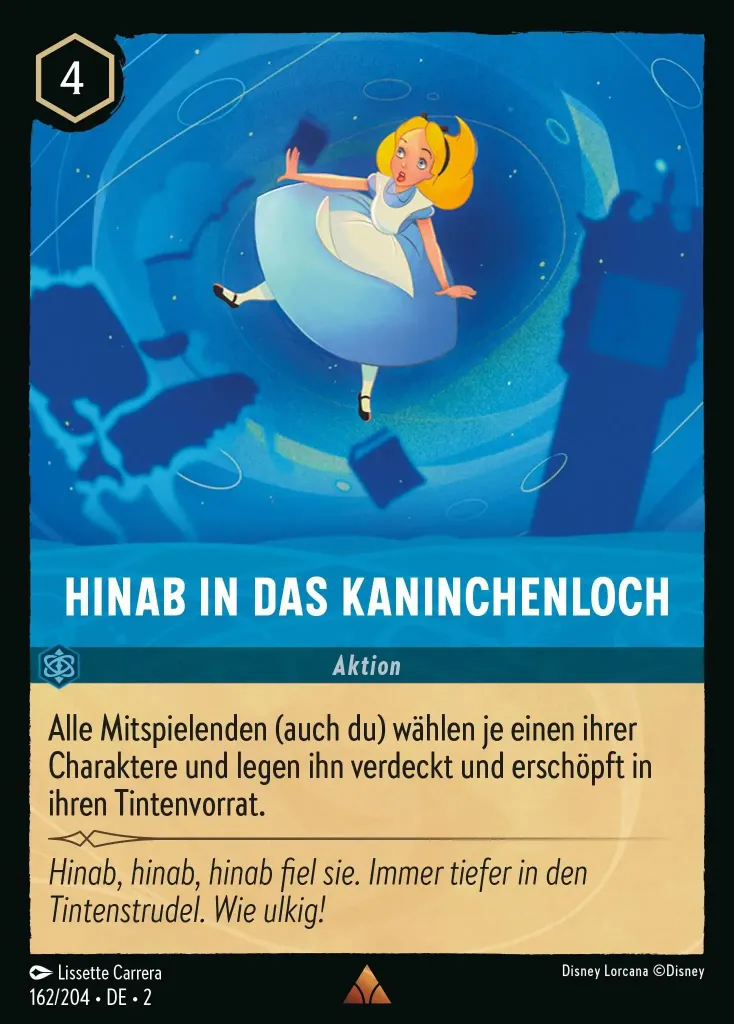 4
HINAB IN DAS KANINCHENLOCH
Aktion
Alle Mitspielenden (auch du) wählen je einen ihrer
Charaktere und legen ihn verdeckt und erschöpft in
ihren Tintenvorrat.
Hinab, hinab, hinab fiel sie. Immer tiefer in den
Tintenstrudel. Wie ulkig!
Lissette Carrera
Disney Lorcana ©Disney
162/204 • DE • 2